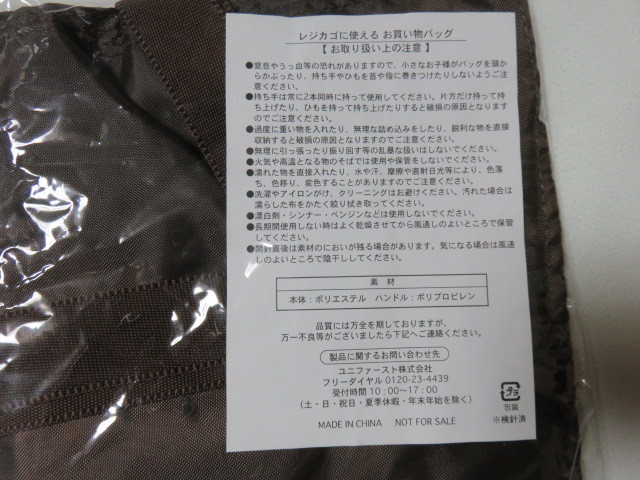 レジカゴに使える お買い物バッグ
【 お取り扱い上の注意 】
●窒息やうっ血等の恐れがありますので、小さなお子様がバッグを頭か
らかぶったり、持ち手やひもを首や指に巻きつけたりしないようご注
意ください。
●持ち手は常に2本同時に持って使用してください。片方だけ持って持
ち上げたり、ひもを持って持ち上げたりすると破損の原因となります
のでご注意ください。
●過度に重い物を入れたり、無理な詰め込みをしたり、鋭利な物を直接
収納すると破損の原因となりますのでご注意ください。
●無理に引っ張ったり振り回す等の乱暴な扱いはしないでください。
●火気や高温となる物のそばでは使用や保管をしないでください。
●濡れた物を直接入れたり、水や汗、摩擦や直射日光等により、色落
ち、色移り、変色することがありますのでご注意ください。
●洗濯やアイロンがけ、クリーニングはお避けください。汚れた場合は
濡らした布をかたく絞り拭き取ってください。
●漂白剤・シンナー・ベンジンなどは使用しないでください。
●長期間使用しない時はよく乾燥させてから風通しのよいところで保管
してください。
●開封直後は素材のにおいが残る場合があります。気になる場合は風通
しのよいところで陰干ししてください。
素 材
本体：ポリエステル ハンドル：ポリプロピレン
品質には万全を期しておりますが、
万一不良等がございましたら下記へご連絡ください。
製品に関するお問い合わせ先
ユニファースト株式会社
フリーダイヤル 0120-23-4439
受付時間 10：00～17：00
（土・日・祝日・夏季休暇・年末年始を除く）
MADE IN CHINA NOT FOR SALE
プラ
包装
※検針済